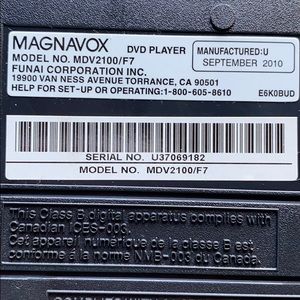 MAGNAVOX DVD PLAYER MANUFACTURED:U
MODEL NO. MDV2100/F7 SEPTEMBER 2010
FUNAI CORPORATION INC.
19900 VAN NESS AVENUE TORRANCE, CA 90501
HELP FOR SET-UP OR OPERATING:1-800-605-8610 E6K0BUD
SERIAL NO. U37069182
MODEL NO. MDV2100/F7
This Class B digital apparatus complies with
Canadian ICES-003.
Cet appareil numérique de la classe B est
conforme à la norme NMB-003 du Canada.